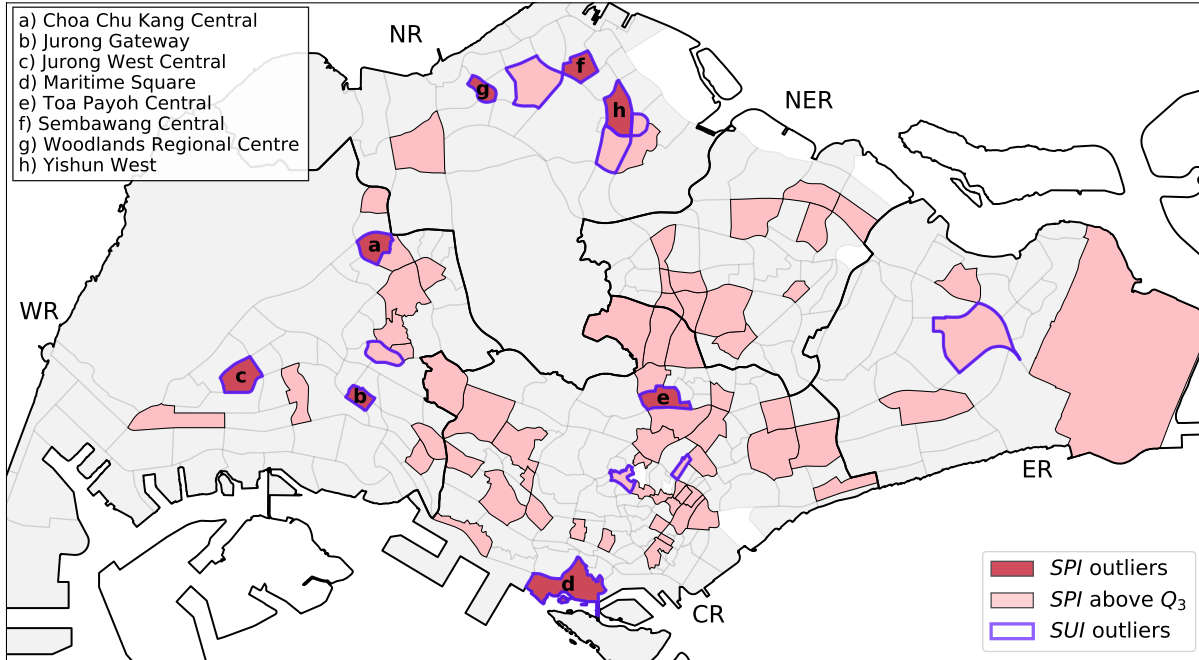 a) Choa Chu Kang Central
b) Jurong Gateway
c) Jurong West Central
d) Maritime Square
e) Toa Payoh Central
f) Sembawang Central
g) Woodlands Regional Centre
h) Yishun West
NR
f
g
h
NER
a
WR
c
b
e
ER
d
CR
SPI outliers
SPI above Q₃
SUI outliers